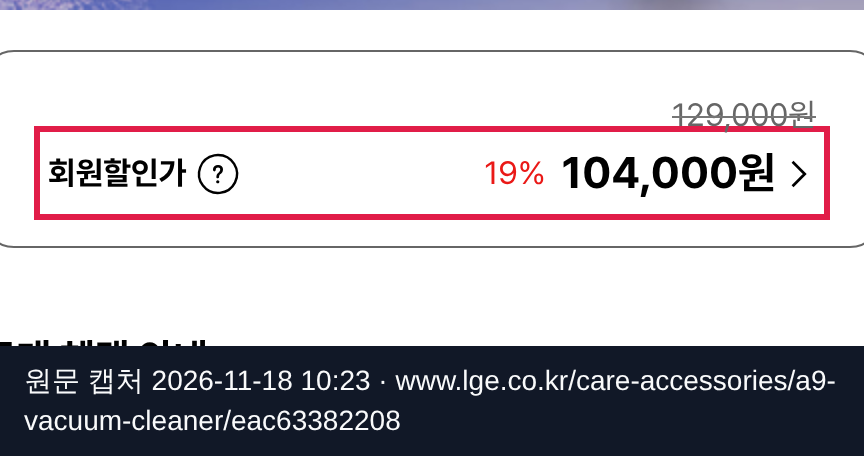 129,000원
회원할인가 ? 19% 104,000원
원문 캡처 2026-11-18 10:23 · www.lge.co.kr/care-accessories/a9-
vacuum-cleaner/eac63382208